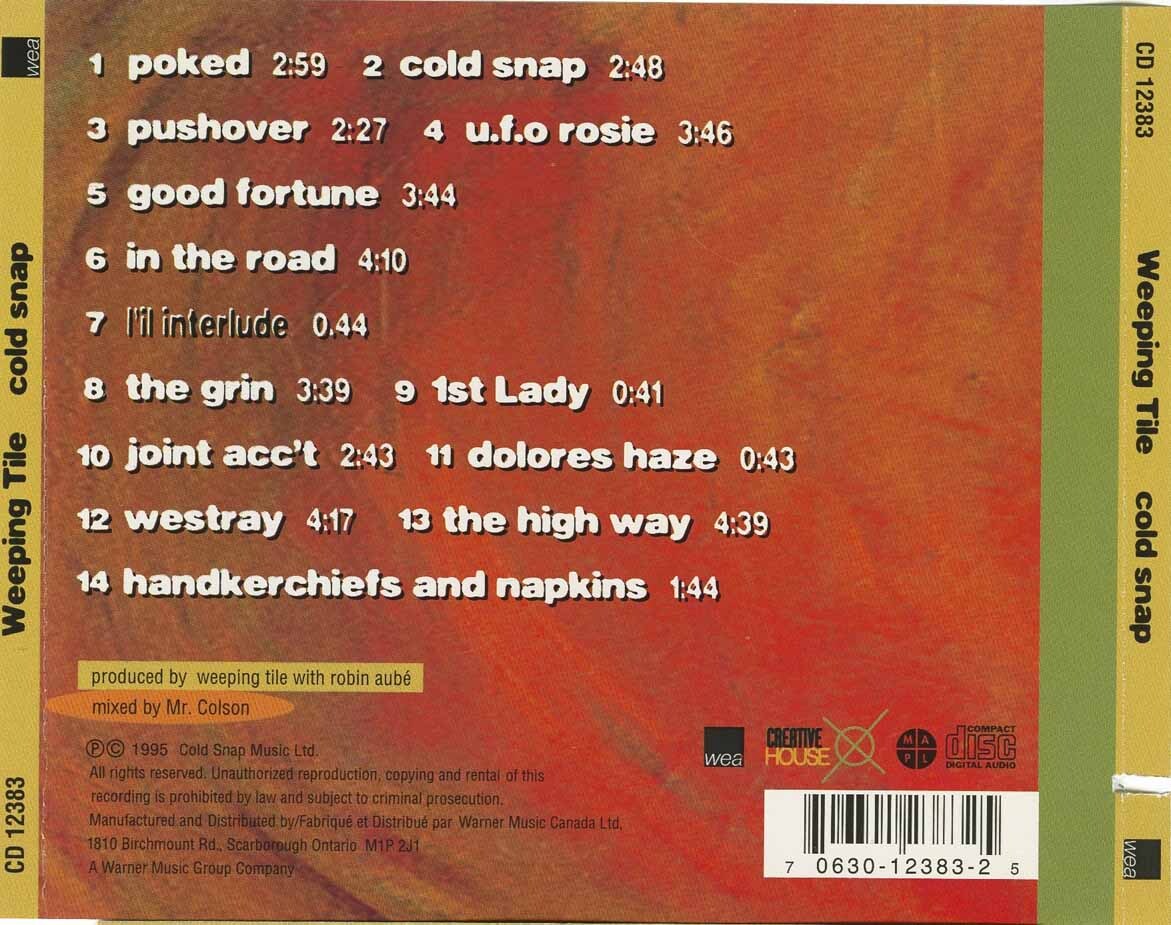 wea
Weeping Tile cold snap
CD 12383
1 poked 2:59 2 cold snap 2:48
3 pushover 2:27 4 u.f.o rosie 3:46
5 good fortune 3:44
6 in the road 4:10
7 l'il interlude 0.44
8 the grin 3:39 9 1st Lady 0:41
10 joint acc't 2:43 11 dolores haze 0:43
12 westray 4:17 13 the high way 4:39
14 handkerchiefs and napkins 1:44
produced by weeping tile with robin aubé
mixed by Mr. Colson
Ⓟ© 1995 Cold Snap Music Ltd.
All rights reserved. Unauthorized reproduction, copying and rental of this
recording is prohibited by law and subject to criminal prosecution.
Manufactured and Distributed by/Fabriqué et Distribué par Warner Music Canada Ltd,
1810 Birchmount Rd., Scarborough Ontario M1P 2J1
A Warner Music Group Company
wea
CREATIVE
HOUSE
M A
P L
COMPACT
disc
DIGITAL AUDIO
7 0630-12383-2 5
CD 12383
Weeping Tile cold snap
wea